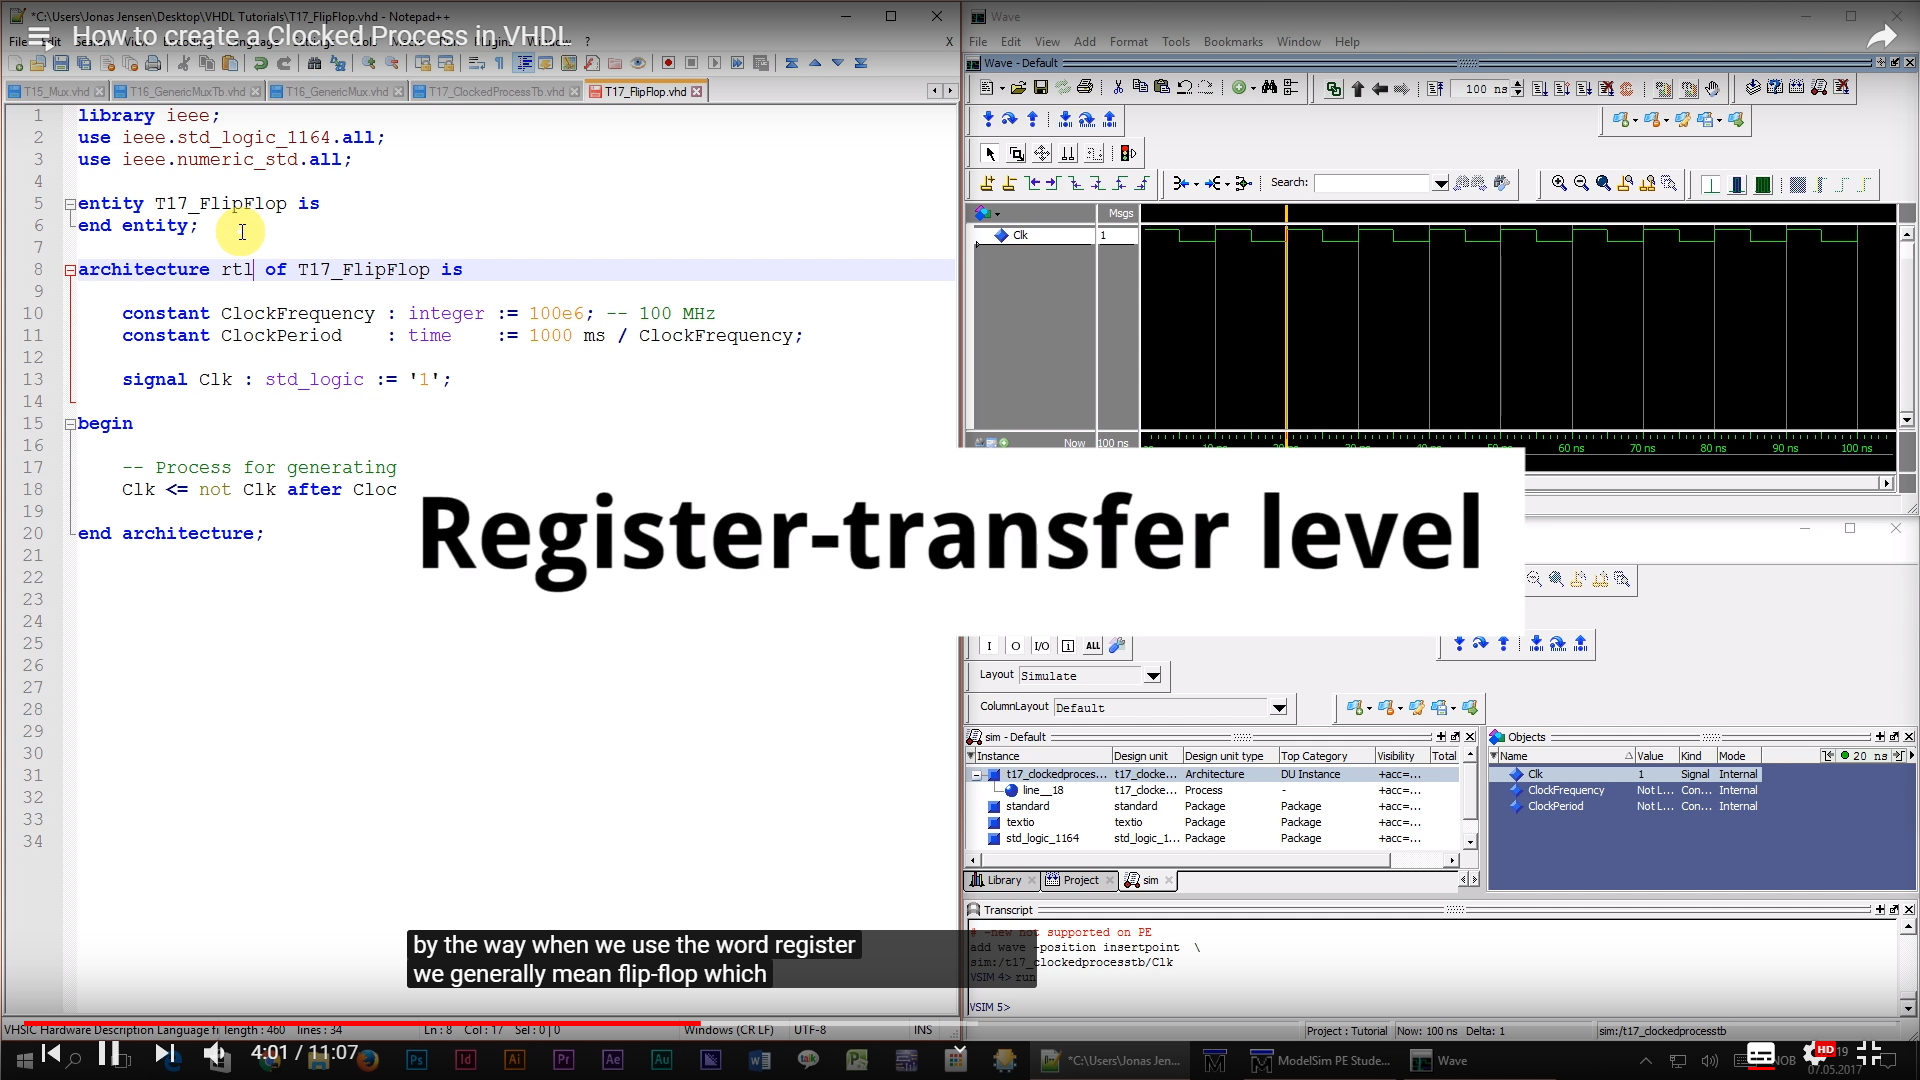 *C:\Users\Jonas Jensen\Desktop\VHDL Tutorials\T17_FlipFlop.vhd - Notepad++
How to create a Clocked Process in VHDL
T15_Mux.vhd
T16_GenericMuxTb.vhd
T16_GenericMux.vhd
T17_ClockedProcessTb.vhd
T17_FlipFlop.vhd
1 library ieee;
2 use ieee.std_logic_1164.all;
3 use ieee.numeric_std.all;
4
5 entity T17_FlipFlop is
6 end entity;
7
8 architecture rtl of T17_FlipFlop is
9
10 constant ClockFrequency : integer := 100e6; -- 100 MHz
11 constant ClockPeriod : time := 1000 ms / ClockFrequency;
12
13 signal Clk : std_logic := '1';
14
15 begin
16
17 -- Process for generating
18 Clk <= not Clk after Cloc
19
20 end architecture;
21
22
23
24
25
26
27
28
29
30
31
32
33
34
Wave
File Edit View Add Format Tools Bookmarks Window Help
Wave - Default
100 ns
Search:
Msgs
Clk 1
Now 100 ns
60 ns 70 ns 80 ns 90 ns 100 ns
Register-transfer level
I O I/O ALL
Layout Simulate
ColumnLayout Default
sim - Default
Instance Design unit Design unit type Top Category Visibility Total
t17_clockedproces... t17_docke... Architecture DU Instance +acc=...
line__18 t17_docke... Process - +acc=...
standard standard Package Package +acc=...
textio textio Package Package +acc=...
std_logic_1164 std_logic_1... Package Package +acc=...
Library Project sim
Objects
Name Value Kind Mode 20 ns
Clk 1 Signal Internal
ClockFrequency Not L... Con... Internal
ClockPeriod Not L... Con... Internal
Transcript
# -new not supported on PE
add wave -position insertpoint \
sim:/t17_clockedprocesstb/Clk
VSIM 4> run
VSIM 5>
by the way when we use the word register
we generally mean flip-flop which
VHSIC Hardware Description Language fi length : 460 lines : 34 Ln : 8 Col : 17 Sel : 0 | 0 Windows (CR LF) UTF-8 INS
Project : Tutorial Now: 100 ns Delta: 1 sim:/t17_clockedprocesstb
4:01 / 11:07
*C:\Users\Jonas Jen...
ModelSim PE Stude...
Wave
HD
07.05.2017